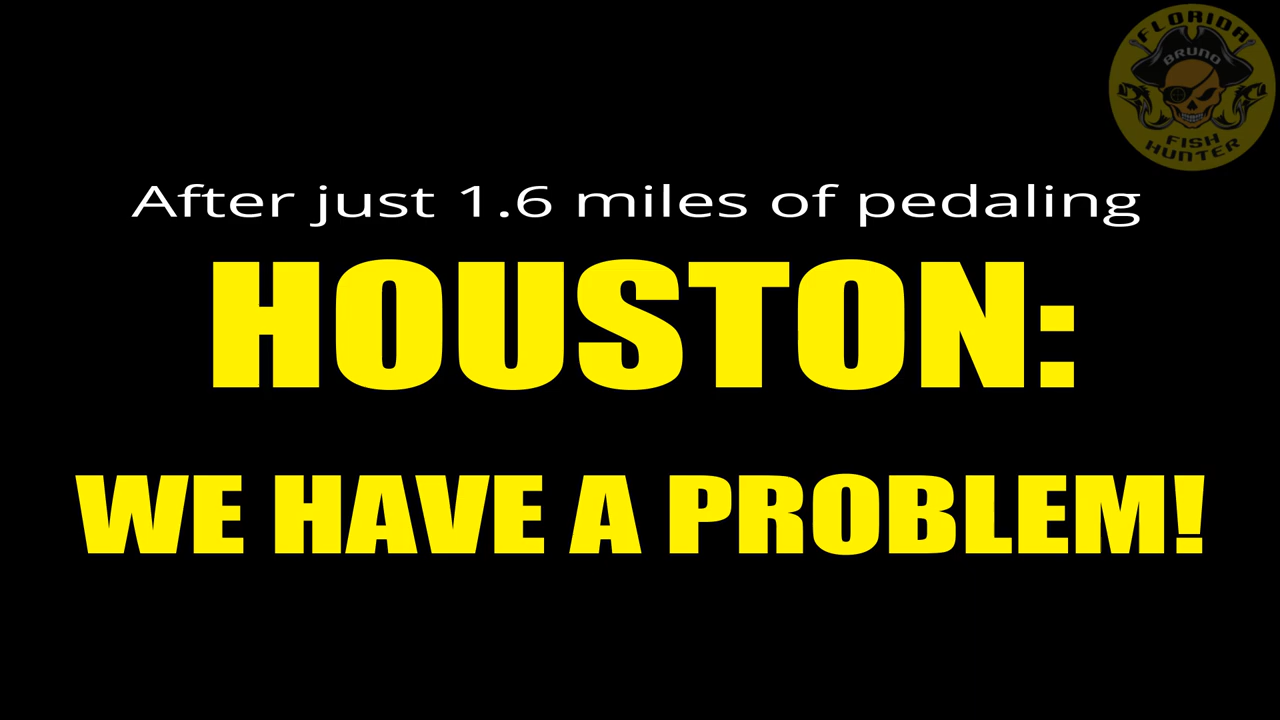 FLORIDA
BRUNO
FISH
HUNTER
After just 1.6 miles of pedaling
HOUSTON:
WE HAVE A PROBLEM!